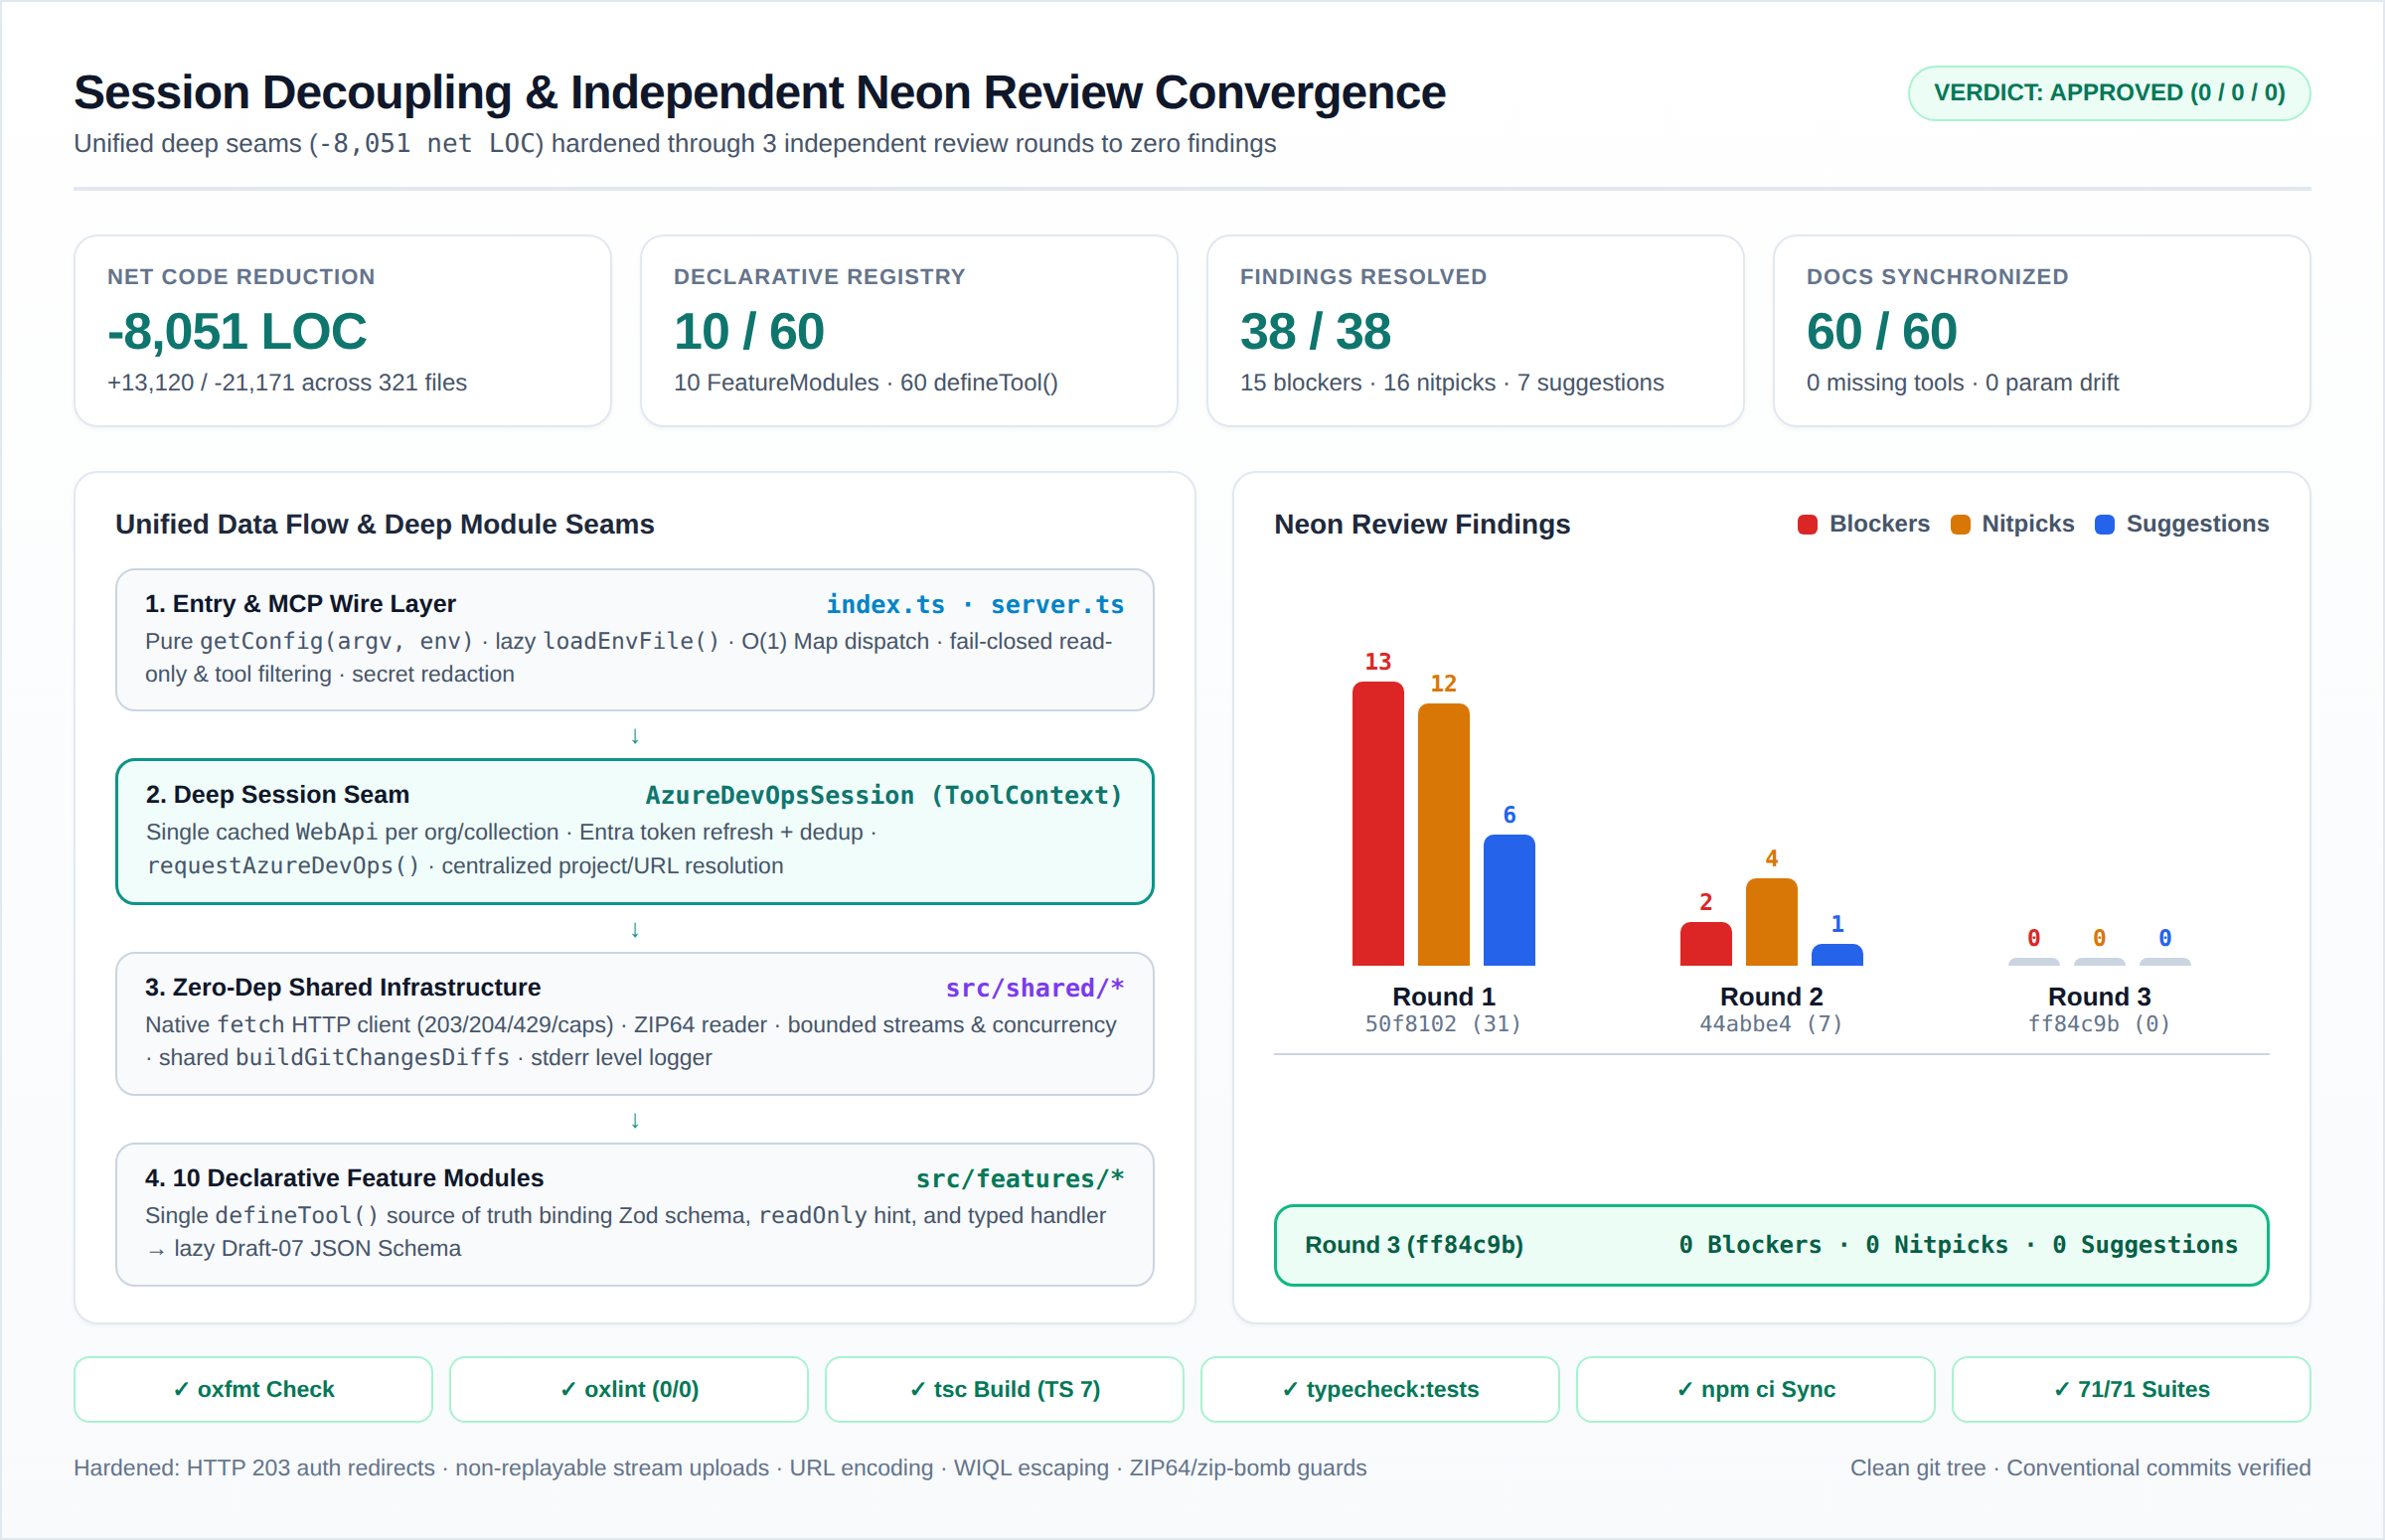 Session Decoupling & Independent Neon Review Convergence
VERDICT: APPROVED (0 / 0 / 0)
Unified deep seams (-8,051 net LOC) hardened through 3 independent review rounds to zero findings
NET CODE REDUCTION
-8,051 LOC
+13,120 / -21,171 across 321 files
DECLARATIVE REGISTRY
10 / 60
10 FeatureModules · 60 defineTool()
FINDINGS RESOLVED
38 / 38
15 blockers · 16 nitpicks · 7 suggestions
DOCS SYNCHRONIZED
60 / 60
0 missing tools · 0 param drift
Unified Data Flow & Deep Module Seams
1. Entry & MCP Wire Layer
index.ts · server.ts
Pure getConfig(argv, env) · lazy loadEnvFile() · O(1) Map dispatch · fail-closed read-
only & tool filtering · secret redaction
↓
2. Deep Session Seam
AzureDevOpsSession (ToolContext)
Single cached WebApi per org/collection · Entra token refresh + dedup ·
requestAzureDevOps() · centralized project/URL resolution
↓
3. Zero-Dep Shared Infrastructure
src/shared/*
Native fetch HTTP client (203/204/429/caps) · ZIP64 reader · bounded streams & concurrency
· shared buildGitChangesDiffs · stderr level logger
↓
4. 10 Declarative Feature Modules
src/features/*
Single defineTool() source of truth binding Zod schema, readOnly hint, and typed handler
→ lazy Draft-07 JSON Schema
Neon Review Findings
Blockers
Nitpicks
Suggestions
13
12
6
2
4
1
0
0
0
Round 1
50f8102 (31)
Round 2
44abbe4 (7)
Round 3
ff84c9b (0)
Round 3 (ff84c9b)
0 Blockers · 0 Nitpicks · 0 Suggestions
✓ oxfmt Check
✓ oxlint (0/0)
✓ tsc Build (TS 7)
✓ typecheck:tests
✓ npm ci Sync
✓ 71/71 Suites
Hardened: HTTP 203 auth redirects · non-replayable stream uploads · URL encoding · WIQL escaping · ZIP64/zip-bomb guards
Clean git tree · Conventional commits verified